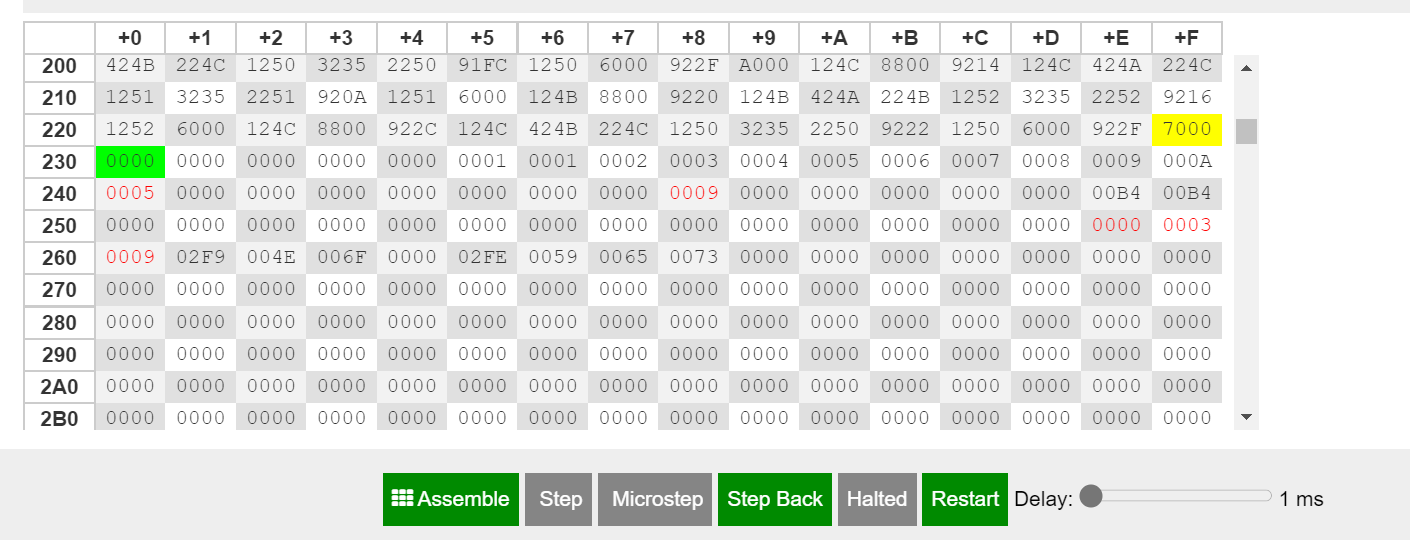 +0 +1 +2 +3 +4 +5 +6 +7 +8 +9 +A +B +C +D +E +F
200 424B 224C 1250 3235 2250 91FC 1250 6000 922F A000 124C 8800 9214 124C 424A 224C
210 1251 3235 2251 920A 1251 6000 124B 8800 9220 124B 424A 224B 1252 3235 2252 9216
220 1252 6000 124C 8800 922C 124C 424B 224C 1250 3235 2250 9222 1250 6000 922F 7000
230 0000 0000 0000 0000 0000 0001 0001 0002 0003 0004 0005 0006 0007 0008 0009 000A
240 0005 0000 0000 0000 0000 0000 0000 0000 0009 0000 0000 0000 0000 0000 00B4 00B4
250 0000 0000 0000 0000 0000 0000 0000 0000 0000 0000 0000 0000 0000 0000 0000 0003
260 0009 02F9 004E 006F 0000 02FE 0059 0065 0073 0000 0000 0000 0000 0000 0000 0000
270 0000 0000 0000 0000 0000 0000 0000 0000 0000 0000 0000 0000 0000 0000 0000 0000
280 0000 0000 0000 0000 0000 0000 0000 0000 0000 0000 0000 0000 0000 0000 0000 0000
290 0000 0000 0000 0000 0000 0000 0000 0000 0000 0000 0000 0000 0000 0000 0000 0000
2A0 0000 0000 0000 0000 0000 0000 0000 0000 0000 0000 0000 0000 0000 0000 0000 0000
2B0 0000 0000 0000 0000 0000 0000 0000 0000 0000 0000 0000 0000 0000 0000 0000 0000
Assemble Step Microstep Step Back Halted Restart Delay: 1 ms